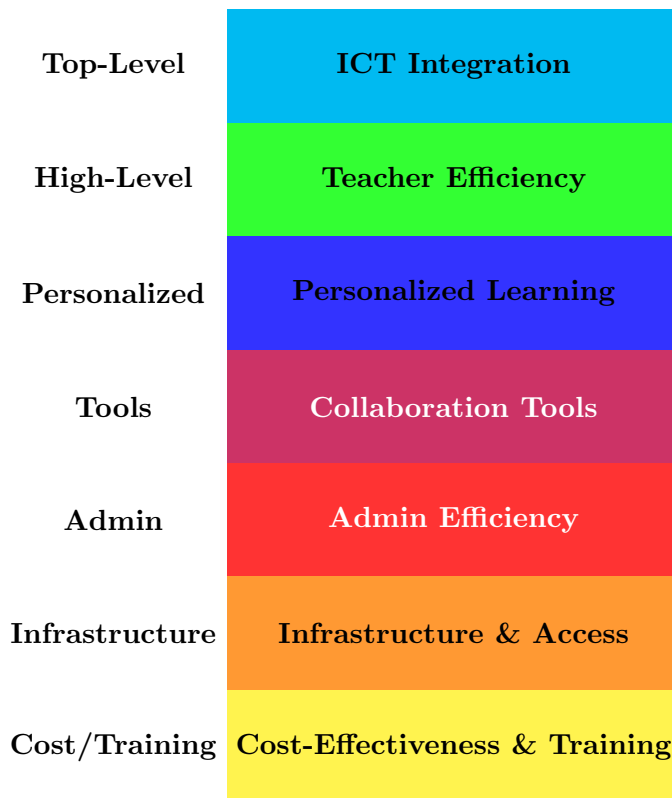 Top-Level ICT Integration
High-Level Teacher Efficiency
Personalized Personalized Learning
Tools Collaboration Tools
Admin Admin Efficiency
Infrastructure Infrastructure & Access
Cost/Training Cost-Effectiveness & Training